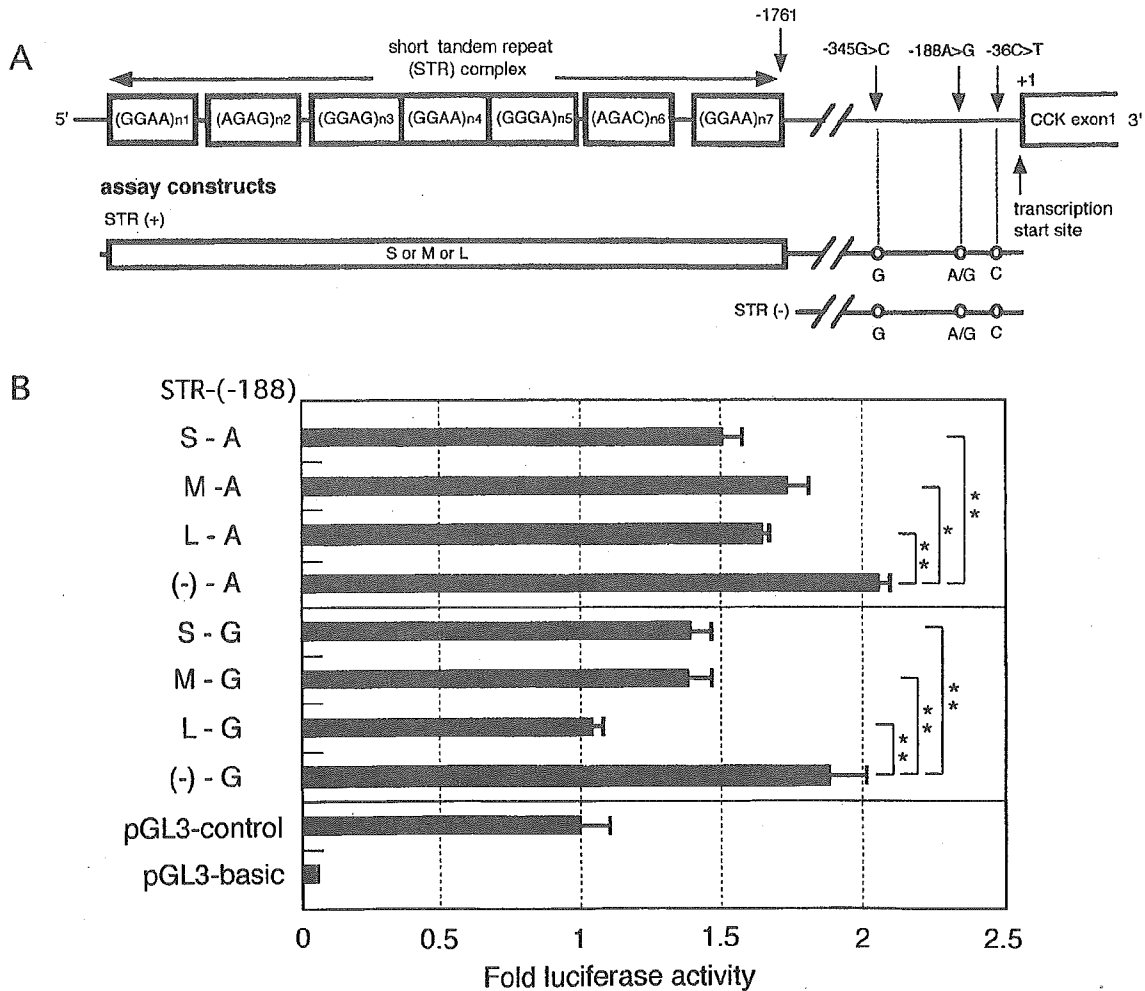 A
-1761
short tandem repeat
(STR) complex
-345G>C
-188A>G
-36C>T
+1
5'
(GGAA)n1
(AGAG)n2
(GGAG)n3
(GGAA)n4
(GGGA)n5
(AGAC)n6
(GGAA)n7
CCK exon1
3'
assay constructs
transcription
start site
STR (+)
S or M or L
G
A/G
C
STR (-)
G
A/G
C
B
STR-(-188)
S - A
M -A
L - A
(-) - A
S - G
M - G
L - G
(-) - G
pGL3-control
pGL3-basic
**
*
**
**
**
**
0
0.5
1
1.5
2
2.5
Fold luciferase activity